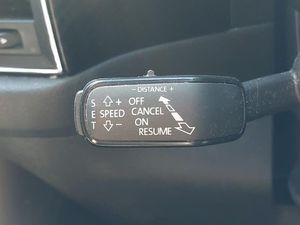 - DISTANCE +
S + OFF
E SPEED CANCEL
T - ON
RESUME